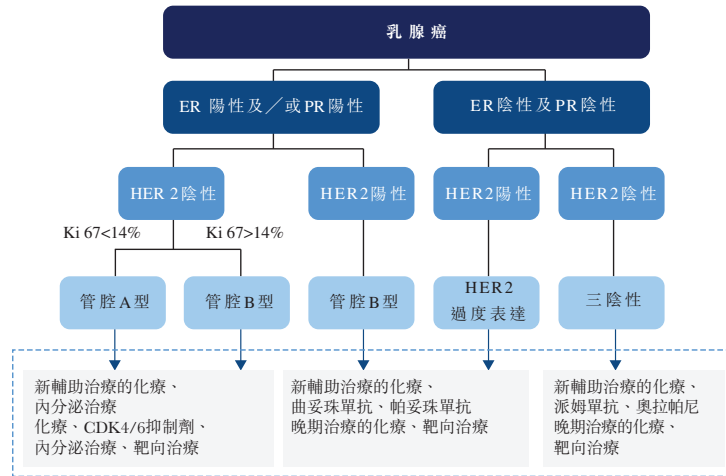 乳腺癌
ER 陽性及／或PR陽性
ER陰性及PR陰性
HER 2陰性
HER2陽性
HER2陽性
HER2陰性
Ki 67<14%
Ki 67>14%
管腔A型
管腔B型
管腔B型
HER2
過度表達
三陰性
新輔助治療的化療、
內分泌治療
化療、CDK4/6抑制劑、
內分泌治療、靶向治療
新輔助治療的化療、
曲妥珠單抗、帕妥珠單抗
晚期治療的化療、靶向治療
新輔助治療的化療、
派姆單抗、奧拉帕尼
晚期治療的化療、
靶向治療